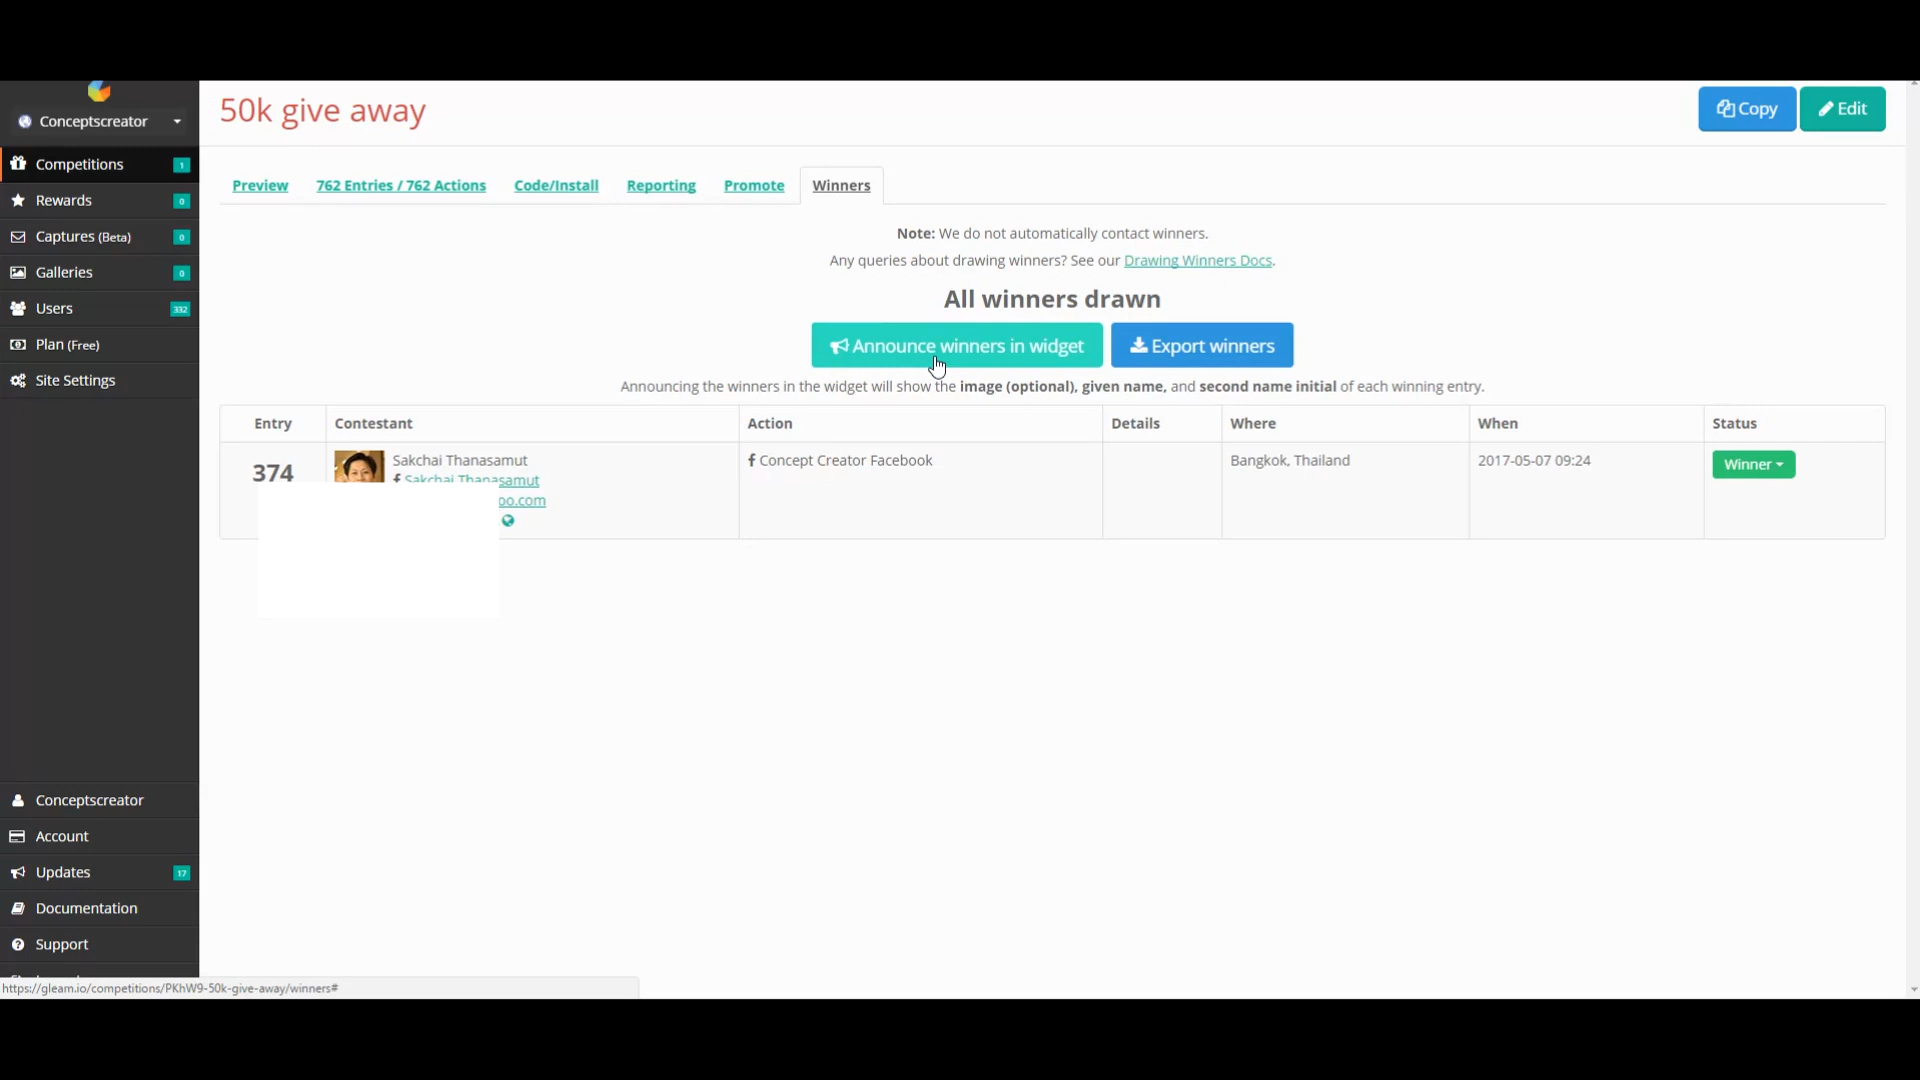 50k give away
Copy
Edit
Conceptscreator
Competitions 1
Rewards 0
Captures (Beta) 0
Galleries 0
Users 332
Plan (Free)
Site Settings
Preview
762 Entries / 762 Actions
Code/Install
Reporting
Promote
Winners
Note: We do not automatically contact winners.
Any queries about drawing winners? See our Drawing Winners Docs.
All winners drawn
Announce winners in widget
Export winners
Announcing the winners in the widget will show the image (optional), given name, and second name initial of each winning entry.
Entry Contestant Action Details Where When Status
374 Sakchai Thanasamut Concept Creator Facebook Bangkok, Thailand 2017-05-07 09:24 Winner
Sakchai Thanasamut
oo.com
Conceptscreator
Account
Updates 17
Documentation
Support
https://gleam.io/competitions/PKhW9-50k-give-away/winners#